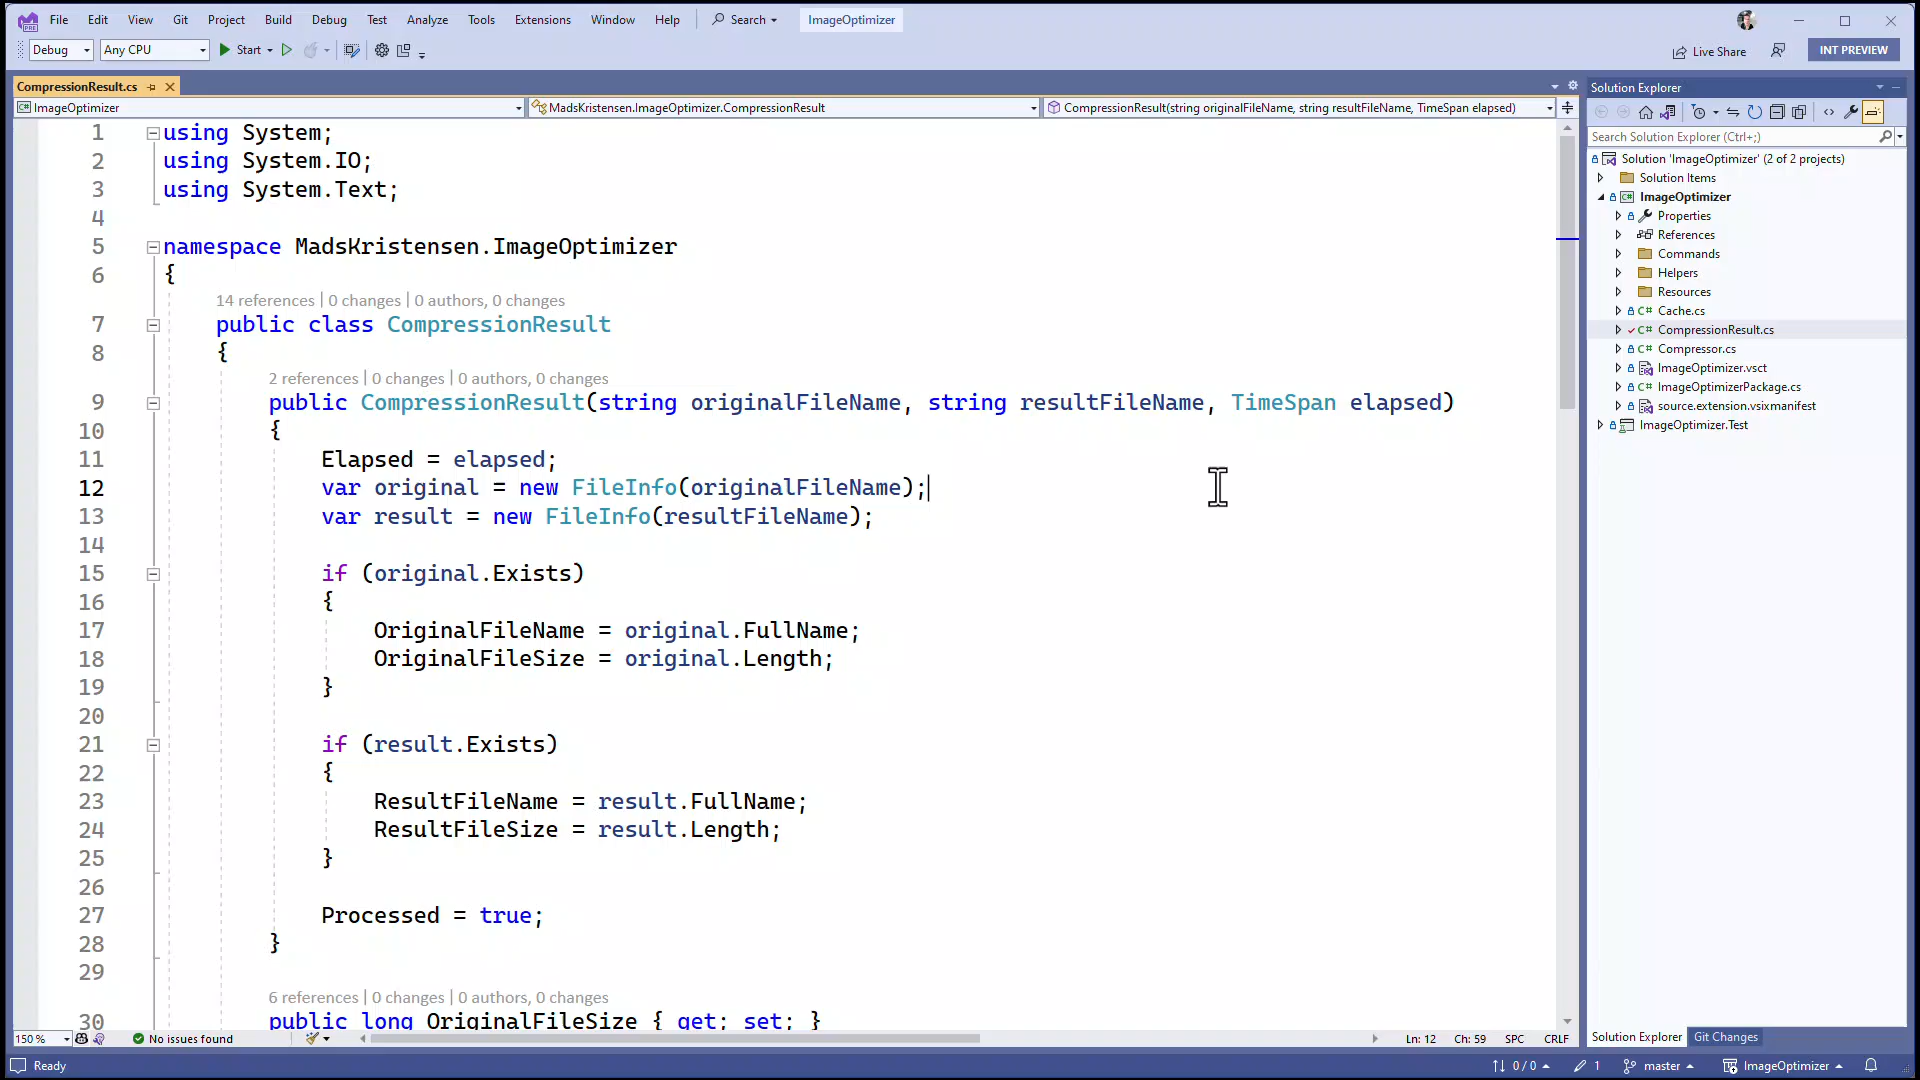 File Edit View Git Project Build Debug Test Analyze Tools Extensions Window Help Search ImageOptimizer
Debug Any CPU Start Live Share INT PREVIEW
CompressionResult.cs
ImageOptimizer MadsKristensen.ImageOptimizer.CompressionResult CompressionResult(string originalFileName, string resultFileName, TimeSpan elapsed)
1 using System;
2 using System.IO;
3 using System.Text;
4
5 namespace MadsKristensen.ImageOptimizer
6 {
14 references | 0 changes | 0 authors, 0 changes
7 public class CompressionResult
8 {
2 references | 0 changes | 0 authors, 0 changes
9 public CompressionResult(string originalFileName, string resultFileName, TimeSpan elapsed)
10 {
11 Elapsed = elapsed;
12 var original = new FileInfo(originalFileName);
13 var result = new FileInfo(resultFileName);
14
15 if (original.Exists)
16 {
17 OriginalFileName = original.FullName;
18 OriginalFileSize = original.Length;
19 }
20
21 if (result.Exists)
22 {
23 ResultFileName = result.FullName;
24 ResultFileSize = result.Length;
25 }
26
27 Processed = true;
28 }
29
6 references | 0 changes | 0 authors, 0 changes
30 public long OriginalFileSize { get; set; }
150 % No issues found Ln: 12 Ch: 59 SPC CRLF
Solution Explorer
Search Solution Explorer (Ctrl+;)
Solution 'ImageOptimizer' (2 of 2 projects)
Solution Items
ImageOptimizer
Properties
References
Commands
Helpers
Resources
C# Cache.cs
C# CompressionResult.cs
C# Compressor.cs
ImageOptimizer.vsct
C# ImageOptimizerPackage.cs
source.extension.vsixmanifest
ImageOptimizer.Test
Solution Explorer Git Changes
Ready 0 / 0 1 master ImageOptimizer